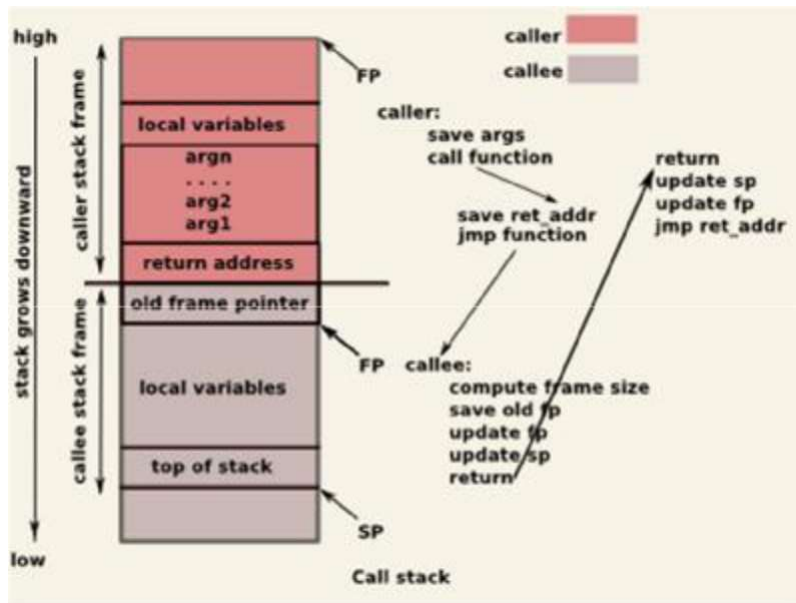 high
low
stack grows downward
caller stack frame
callee stack frame
local variables
argn
. . . .
arg2
arg1
return address
old frame pointer
local variables
top of stack
FP
FP
SP
caller
callee
caller:
save args
call function
save ret_addr
jmp function
callee:
compute frame size
save old fp
update fp
update sp
return
return
update sp
update fp
jmp ret_addr
Call stack